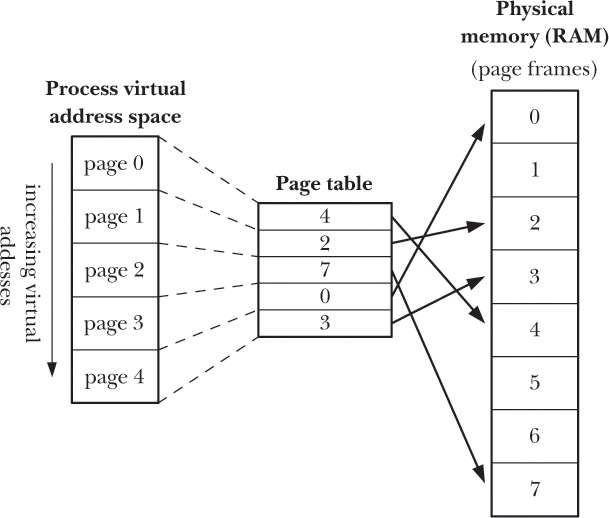 Physical
memory (RAM)
(page frames)
Process virtual
address space
Page table
increasing virtual
addesses
page 0
page 1
page 2
page 3
page 4
4
2
7
0
3
0
1
2
3
4
5
6
7